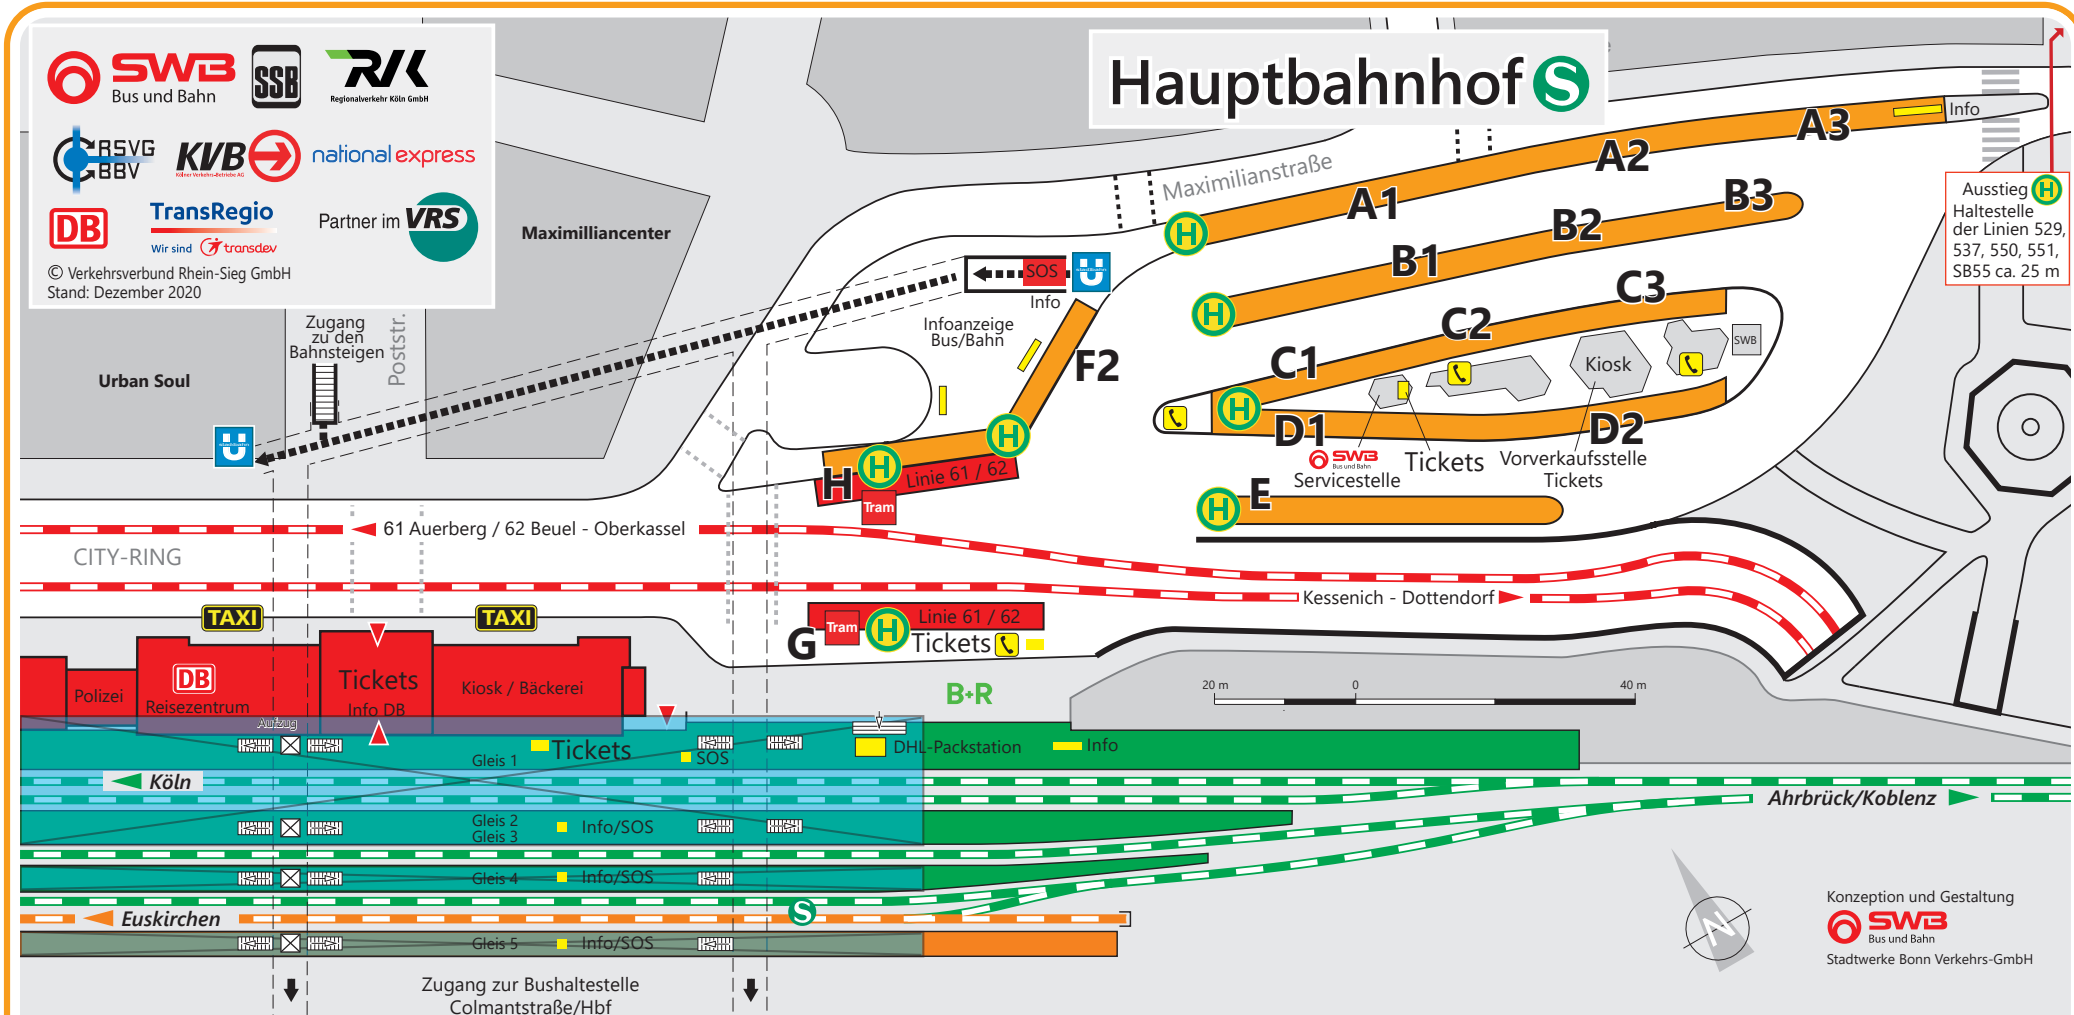 SWB
Bus und Bahn
SSB
RVK
Regionalverkehr Köln GmbH
RSVG
BBV
KVB
Kölner Verkehrs-Betriebe AG
national express
DB
TransRegio
Wir sind transdev
Partner im VRS
© Verkehrsverbund Rhein-Sieg GmbH
Stand: Dezember 2020
Hauptbahnhof S
Maximilianstraße
A1
A2
A3
Info
B1
B2
B3
C1
C2
C3
D1
D2
E
F2
H
G
H
H
H
H
H
H
H
Ausstieg H
Haltestelle
der Linien 529,
537, 550, 551,
SB55 ca. 25 m
Maximilliancenter
SOS
Info
U
Infoanzeige
Bus/Bahn
Zugang
zu den
Bahnsteigen
Poststr.
Urban Soul
U
Kiosk
SWB
SWB
Bus und Bahn
Servicestelle
Tickets
Vorverkaufsstelle
Tickets
Linie 61 / 62
Tram
61 Auerberg / 62 Beuel - Oberkassel
CITY-RING
Kessenich - Dottendorf
TAXI
TAXI
Linie 61 / 62
Tram
Tickets
Polizei
DB
Reisezentrum
Tickets
Info DB
Kiosk / Bäckerei
B+R
20 m
0
40 m
Aufzug
Gleis 1
Tickets
SOS
DHL-Packstation
Info
Köln
Ahrbrück/Koblenz
Gleis 2
Gleis 3
Info/SOS
Gleis 4
Info/SOS
Euskirchen
S
Gleis 5
Info/SOS
Zugang zur Bushaltestelle
Colmantstraße/Hbf
N
Konzeption und Gestaltung
SWB
Bus und Bahn
Stadtwerke Bonn Verkehrs-GmbH